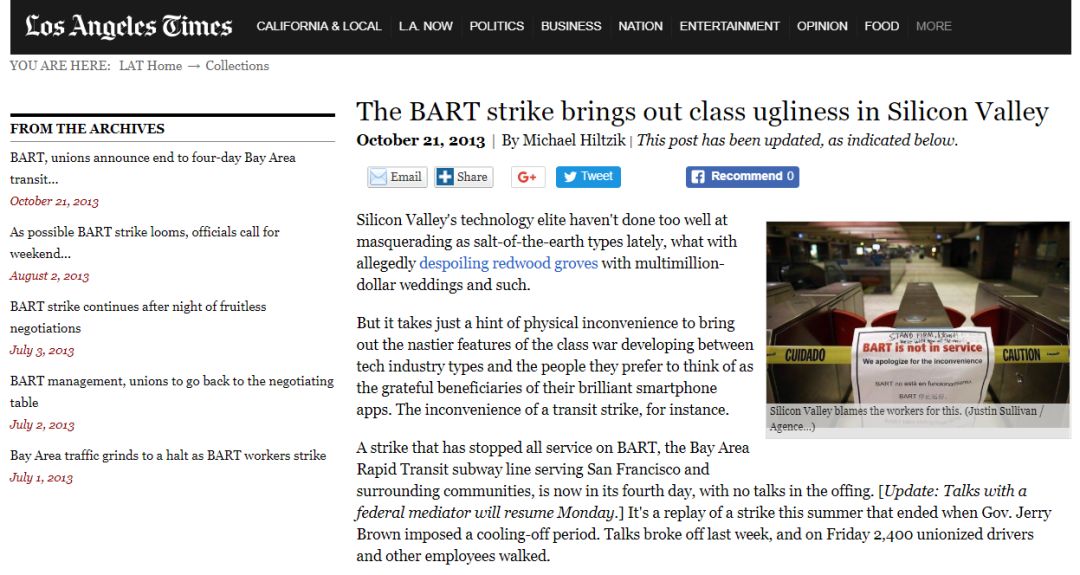 Los Angeles Times
CALIFORNIA & LOCAL L.A. NOW POLITICS BUSINESS NATION ENTERTAINMENT OPINION FOOD MORE
YOU ARE HERE: LAT Home → Collections
FROM THE ARCHIVES
BART, unions announce end to four-day Bay Area
transit...
October 21, 2013
As possible BART strike looms, officials call for
weekend...
August 2, 2013
BART strike continues after night of fruitless
negotiations
July 3, 2013
BART management, unions to go back to the negotiating
table
July 2, 2013
Bay Area traffic grinds to a halt as BART workers strike
July 1, 2013
The BART strike brings out class ugliness in Silicon Valley
October 21, 2013 | By Michael Hiltzik | This post has been updated, as indicated below.
Email Share G+ Tweet Recommend 0
Silicon Valley's technology elite haven't done too well at
masquerading as salt-of-the-earth types lately, what with
allegedly despoiling redwood groves with multimillion-
dollar weddings and such.
But it takes just a hint of physical inconvenience to bring
out the nastier features of the class war developing between
tech industry types and the people they prefer to think of as
the grateful beneficiaries of their brilliant smartphone
apps. The inconvenience of a transit strike, for instance.
A strike that has stopped all service on BART, the Bay Area
Rapid Transit subway line serving San Francisco and
surrounding communities, is now in its fourth day, with no talks in the offing. [Update: Talks with a
federal mediator will resume Monday.] It's a replay of a strike this summer that ended when Gov. Jerry
Brown imposed a cooling-off period. Talks broke off last week, and on Friday 2,400 unionized drivers
and other employees walked.
STAND FIRM
BART is not in service
We apologize for the inconvenience
BART no está en funcionamiento
BART
CUIDADO
CAUTION
Silicon Valley blames the workers for this. (Justin Sullivan /
Agence...)